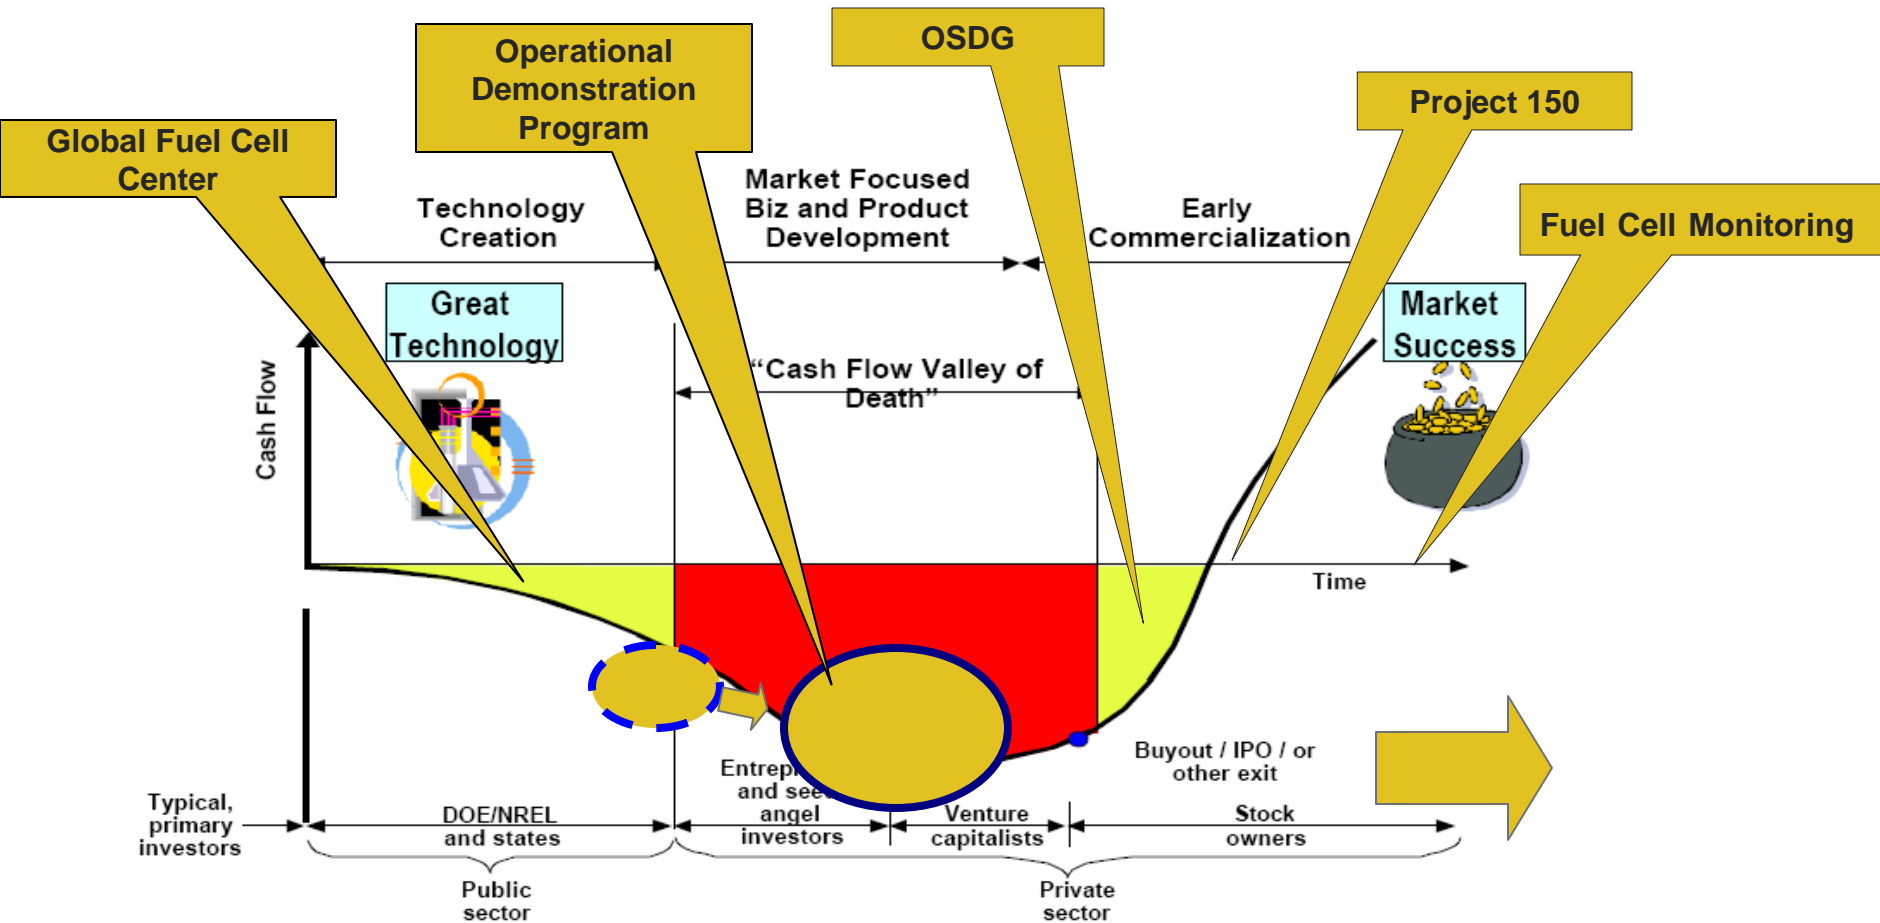 OSDG
Operational
Demonstration
Program
Project 150
Global Fuel Cell
Center
Market Focused
Biz and Product
Development
Technology
Creation
Early
Commercialization
Fuel Cell Monitoring
Great
Technology
Market
Success
"Cash Flow Valley of
Death"
Cash Flow
Time
Buyout / IPO / or
other exit
Typical,
primary
investors
DOE/NREL
and states
and
angel
investors
Venture
capitalists
Stock
owners
Public
sector
Private
sector